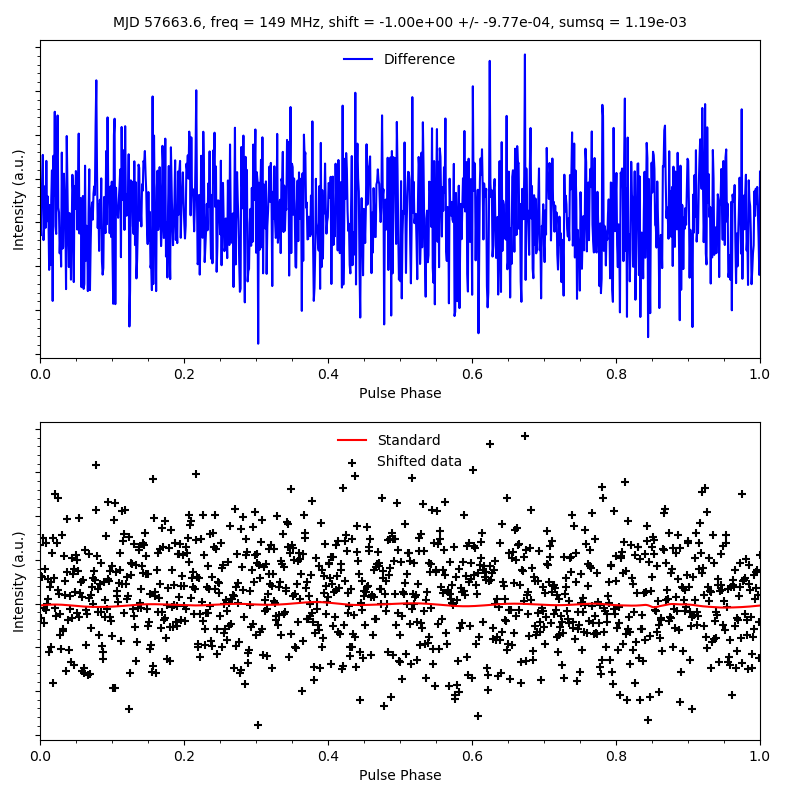 MJD 57663.6, freq = 149 MHz, shift = -1.00e+00 +/- -9.77e-04, sumsq = 1.19e-03
Difference
Intensity (a.u.)
0.0 0.2 0.4 0.6 0.8 1.0
Pulse Phase
Standard
Shifted data
Intensity (a.u.)
0.0 0.2 0.4 0.6 0.8 1.0
Pulse Phase